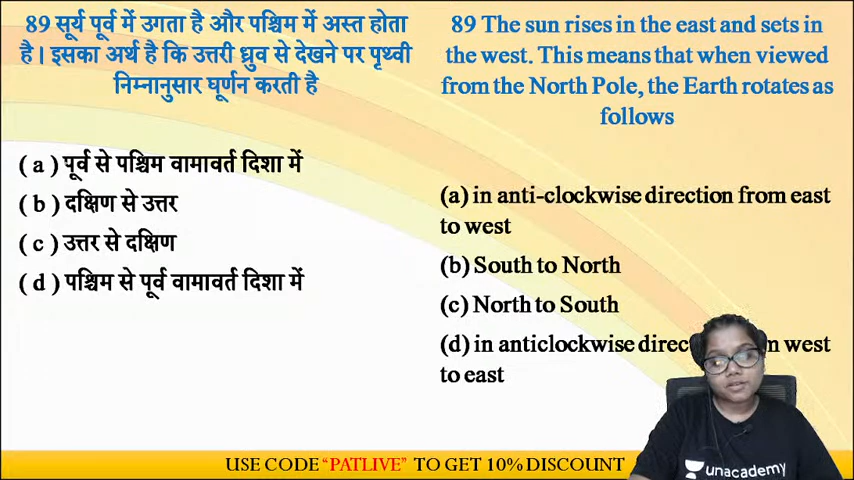 89 सूर्य पूर्व में उगता है और पश्चिम में अस्त होता
है। इसका अर्थ है कि उत्तरी ध्रुव से देखने पर पृथ्वी
निम्नानुसार घूर्णन करती है
( a ) पूर्व से पश्चिम वामावर्त दिशा में
( b ) दक्षिण से उत्तर
( c ) उत्तर से दक्षिण
( d ) पश्चिम से पूर्व वामावर्त दिशा में
89 The sun rises in the east and sets in
the west. This means that when viewed
from the North Pole, the Earth rotates as
follows
(a) in anti-clockwise direction from east
to west
(b) South to North
(c) North to South
(d) in anticlockwise west
to east
USE CODE “PATLIVE” TO GET 10% DISCOUNT
unacademy